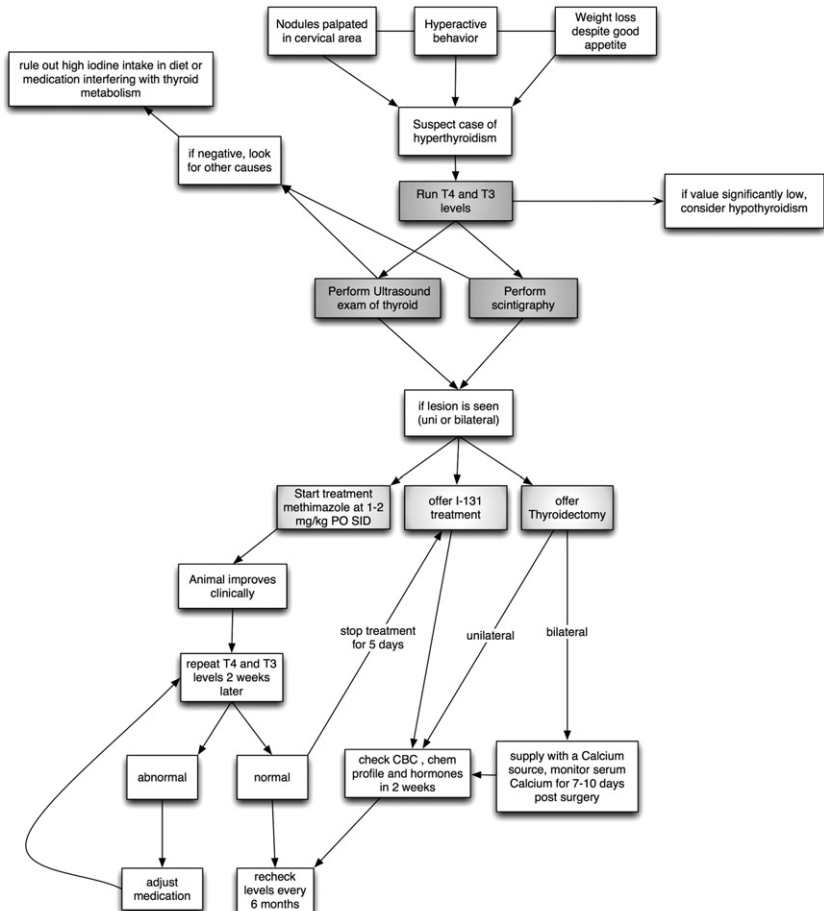 Nodules palpated
in cervical area
Hyperactive
behavior
Weight loss
despite good
appetite
rule out high iodine intake in diet or
medication interfering with thyroid
metabolism
Suspect case of
hyperthyroidism
if negative, look
for other causes
Run T4 and T3
levels
if value significantly low,
consider hypothyroidism
Perform Ultrasound
exam of thyroid
Perform
scintigraphy
if lesion is seen
(uni or bilateral)
Start treatment
methimazole at 1-2
mg/kg PO SID
offer I-131
treatment
offer
Thyroidectomy
Animal improves
clinically
stop treatment
for 5 days
unilateral
bilateral
repeat T4 and T3
levels 2 weeks
later
abnormal
normal
check CBC , chem
profile and hormones
in 2 weeks
supply with a Calcium
source, monitor serum
Calcium for 7-10 days
post surgery
adjust
medication
recheck
levels every
6 months